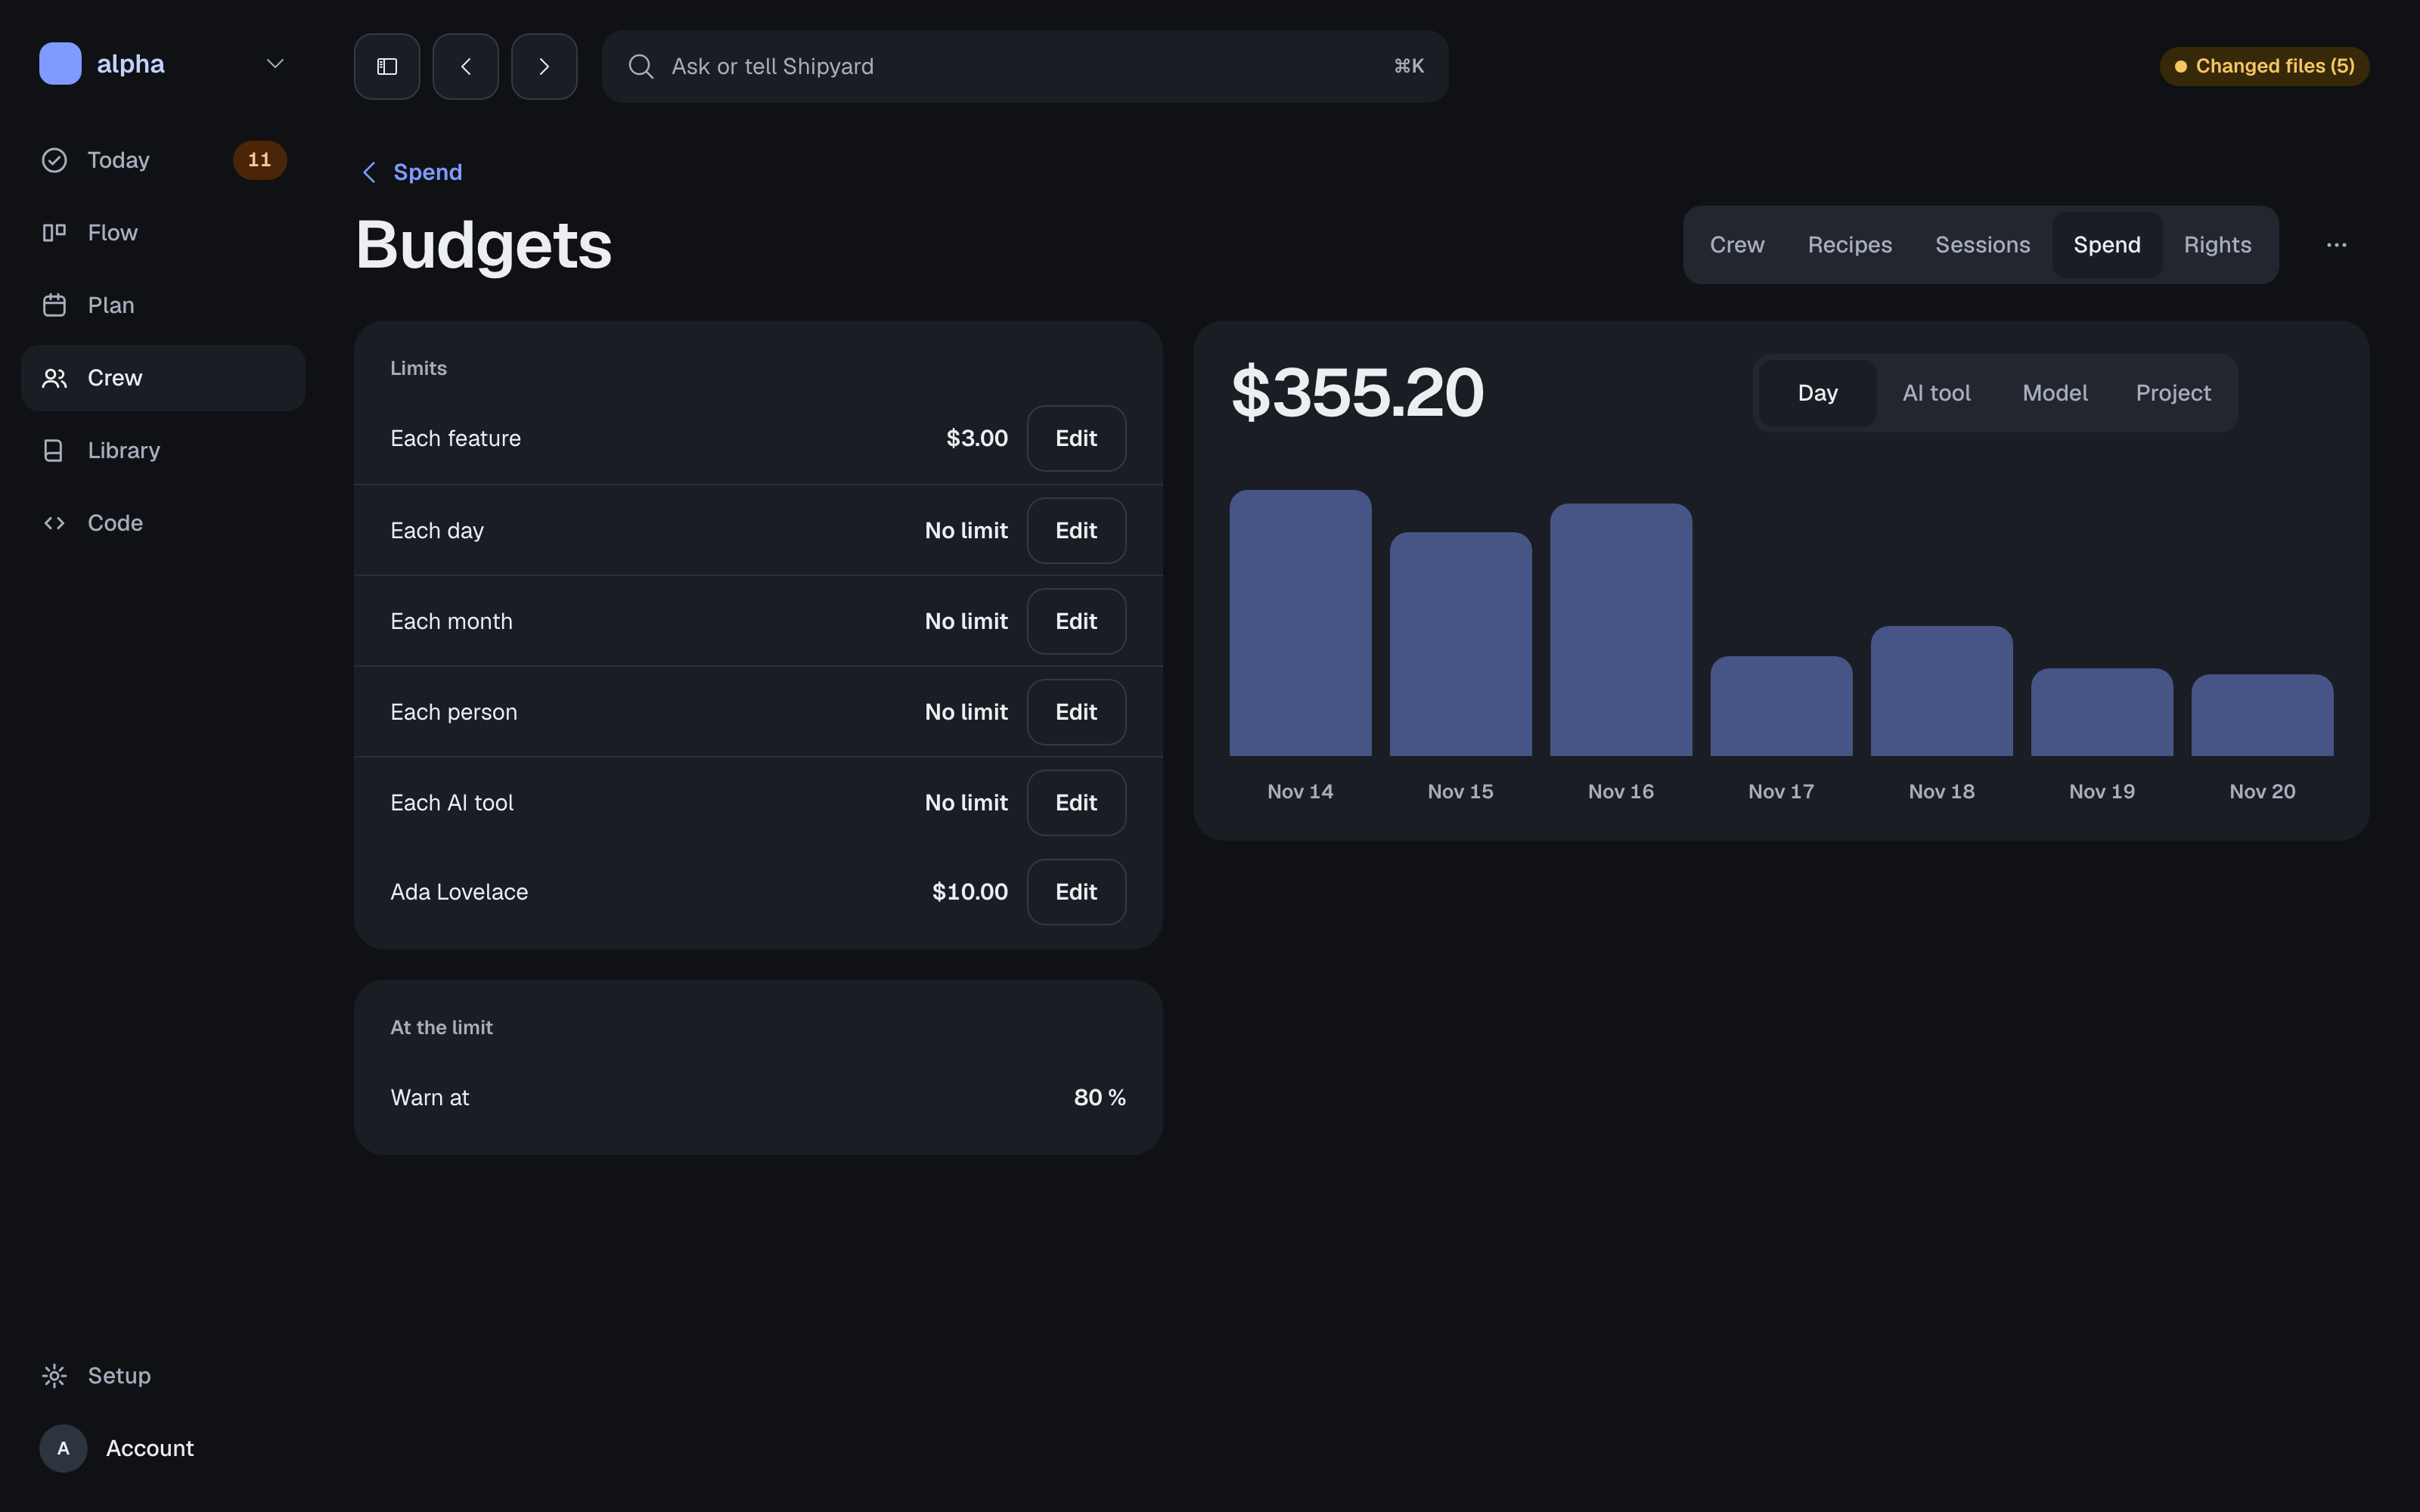 alpha
Ask or tell Shipyard
⌘K
Changed files (5)
Today
11
Flow
Plan
Crew
Library
Code
Setup
A
Account
Spend
Budgets
Crew
Recipes
Sessions
Spend
Rights
Limits
Each feature $3.00 Edit
Each day No limit Edit
Each month No limit Edit
Each person No limit Edit
Each AI tool No limit Edit
Ada Lovelace $10.00 Edit
At the limit
Warn at 80 %
$355.20
Day
AI tool
Model
Project
Nov 14
Nov 15
Nov 16
Nov 17
Nov 18
Nov 19
Nov 20